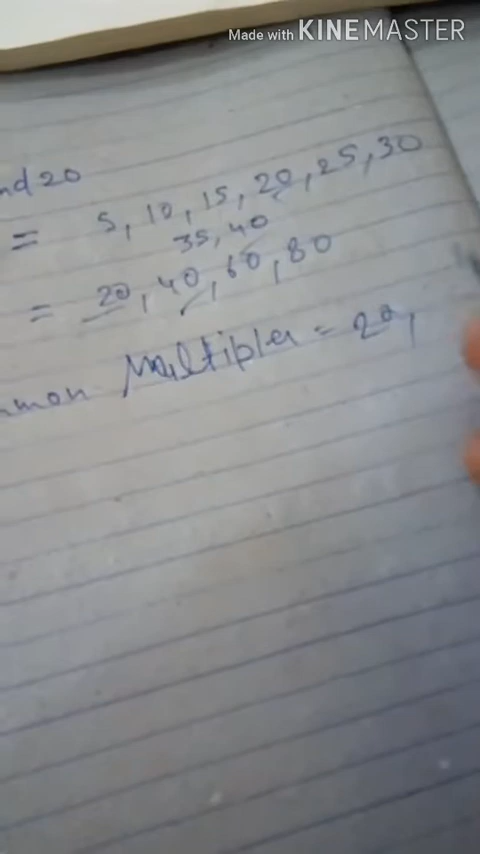 Made with KINEMASTER
nd 20
= 5, 10, 15, 20, 25, 30
35, 40
= 20, 40, 60, 80
mmon Multiples = 20,